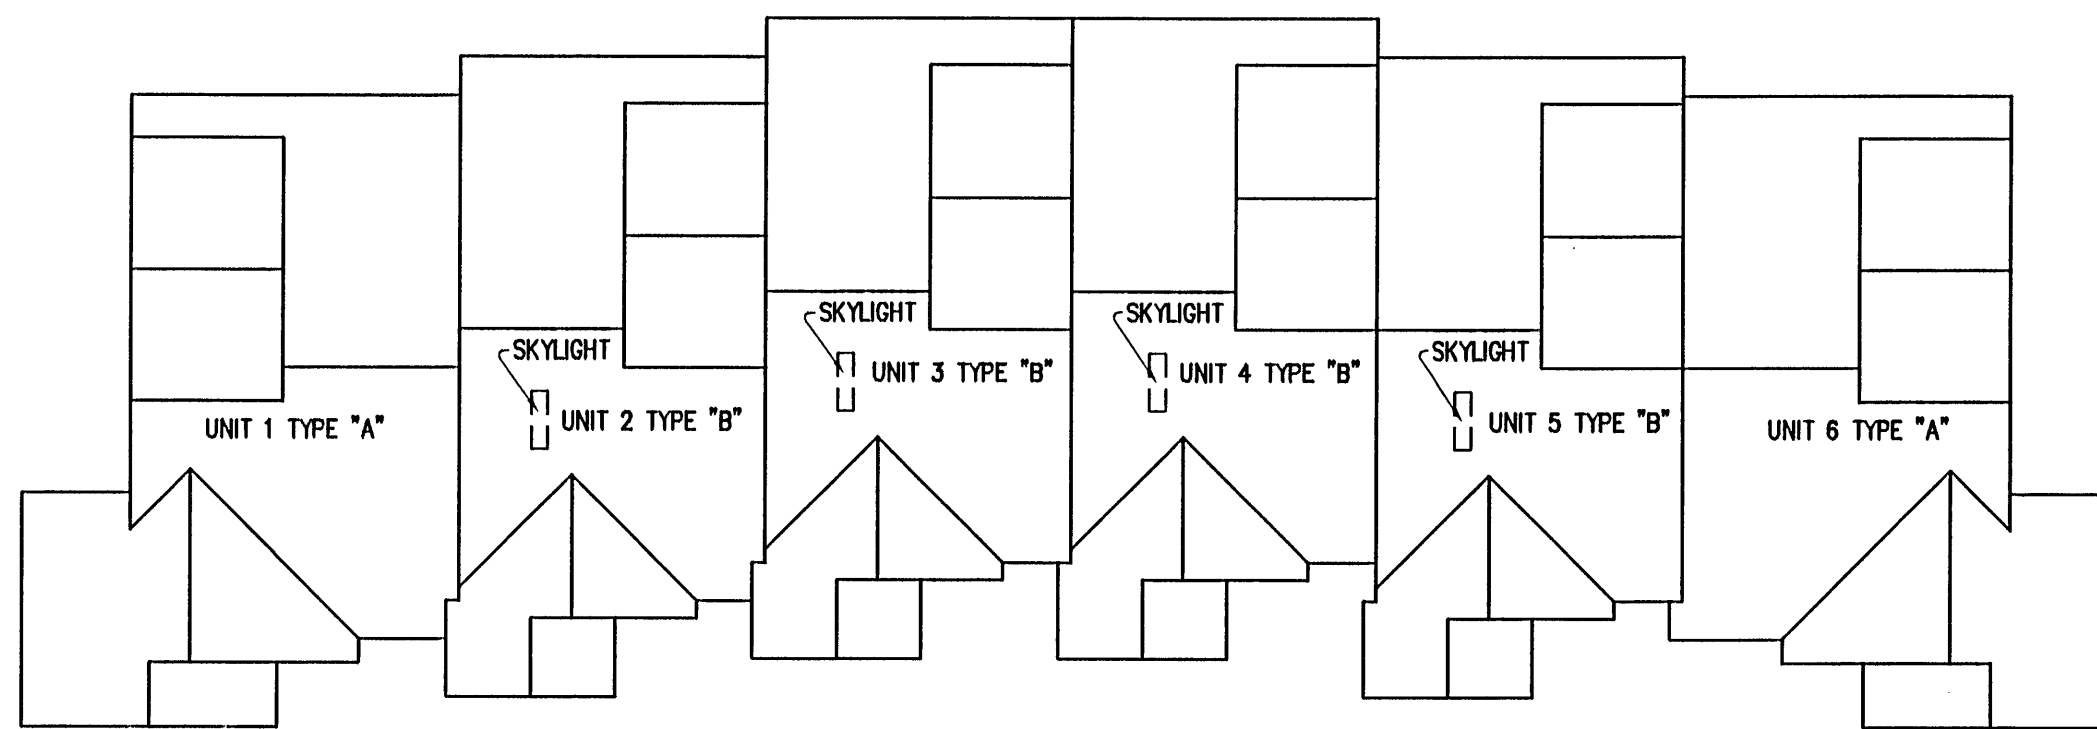 SKYLIGHT
SKYLIGHT
SKYLIGHT
SKYLIGHT
UNIT 1 TYPE "A"
UNIT 2 TYPE "B"
UNIT 3 TYPE "B"
UNIT 4 TYPE "B"
UNIT 5 TYPE "B"
UNIT 6 TYPE "A"